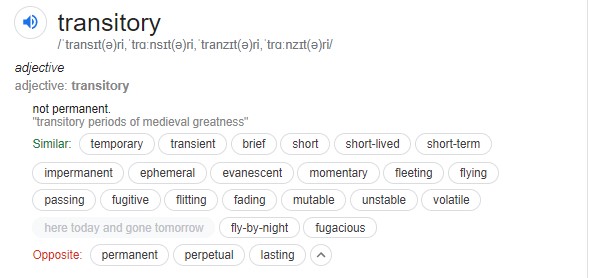 transitory
/ˈtransɪt(ə)ri,ˈtrɑːnsɪt(ə)ri,ˈtranzɪt(ə)ri,ˈtrɑːnzɪt(ə)ri/
adjective
adjective: transitory
not permanent.
"transitory periods of medieval greatness"
Similar: temporary transient brief short short-lived short-term
impermanent ephemeral evanescent momentary fleeting flying
passing fugitive flitting fading mutable unstable volatile
here today and gone tomorrow fly-by-night fugacious
Opposite: permanent perpetual lasting